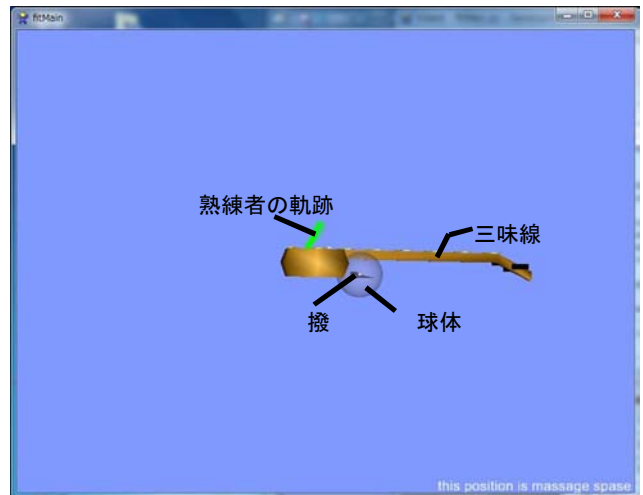 fitMain
熟練者の軌跡
三味線
撥
球体
this position is massage spase